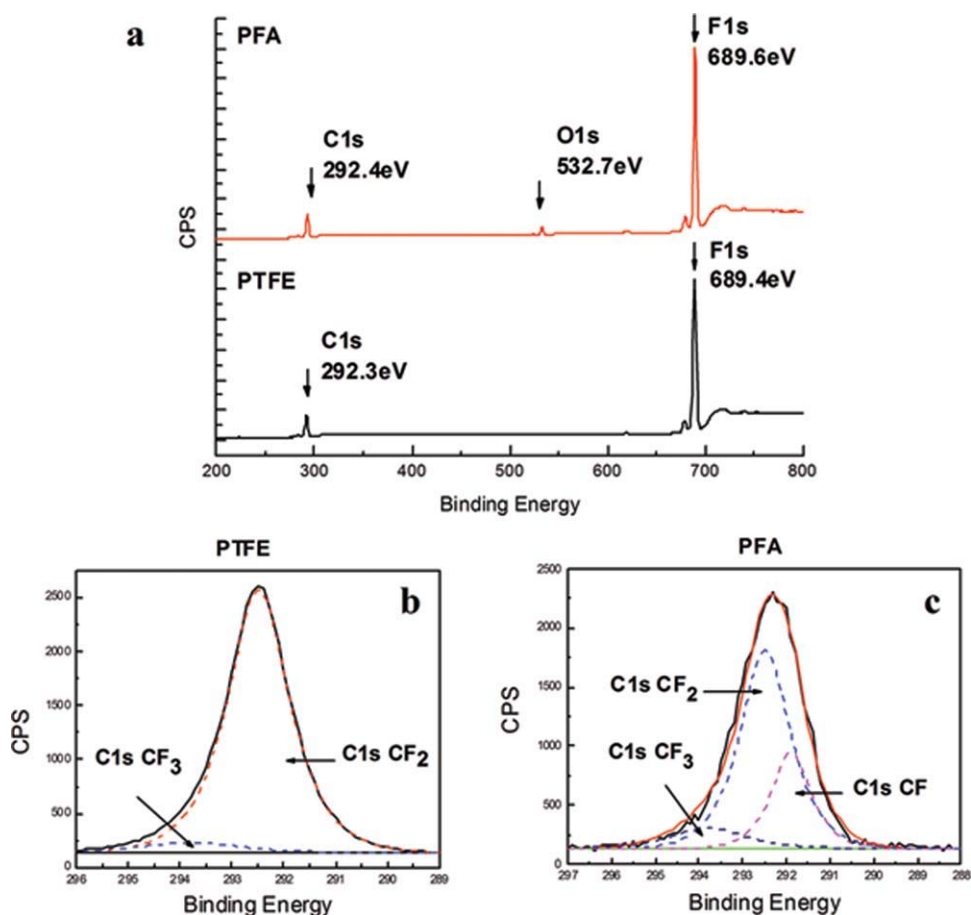 a
PFA
F1s
689.6eV
C1s
292.4eV
O1s
532.7eV
CPS
PTFE
F1s
689.4eV
C1s
292.3eV
200 300 400 500 600 700 800
Binding Energy
PTFE
b
2500
2000
1500
1000
500
0
CPS
C1s CF3
C1s CF2
296 295 294 293 292 291 290 289
Binding Energy
PFA
c
2500
2000
1500
1000
500
0
CPS
C1s CF2
C1s CF3
C1s CF
297 296 295 294 293 292 291 290 289 288
Binding Energy